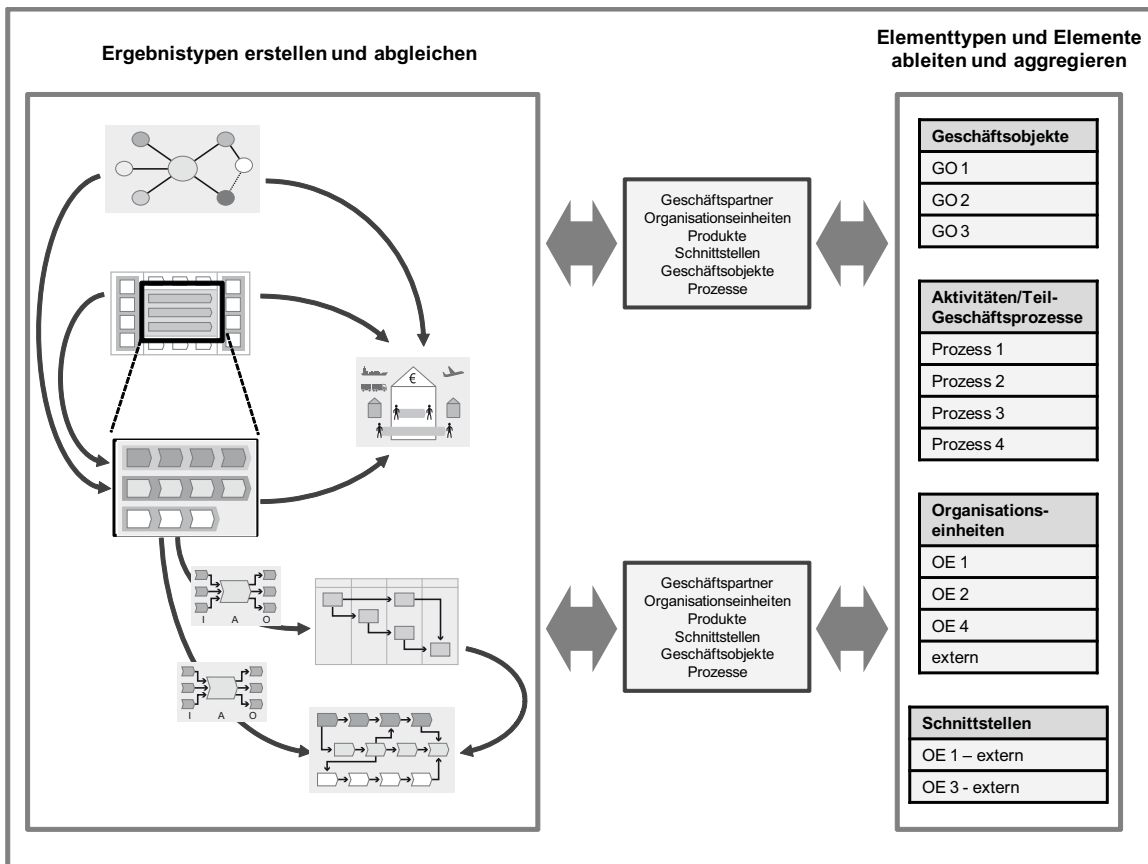 Ergebnistypen erstellen und abgleichen
€
I A O
I A O
Geschäftspartner
Organisationseinheiten
Produkte
Schnittstellen
Geschäftsobjekte
Prozesse
Geschäftspartner
Organisationseinheiten
Produkte
Schnittstellen
Geschäftsobjekte
Prozesse
Elementtypen und Elemente
ableiten und aggregieren
Geschäftsobjekte
GO 1
GO 2
GO 3
Aktivitäten/Teil-
Geschäftsprozesse
Prozess 1
Prozess 2
Prozess 3
Prozess 4
Organisations-
einheiten
OE 1
OE 2
OE 4
extern
Schnittstellen
OE 1 – extern
OE 3 - extern